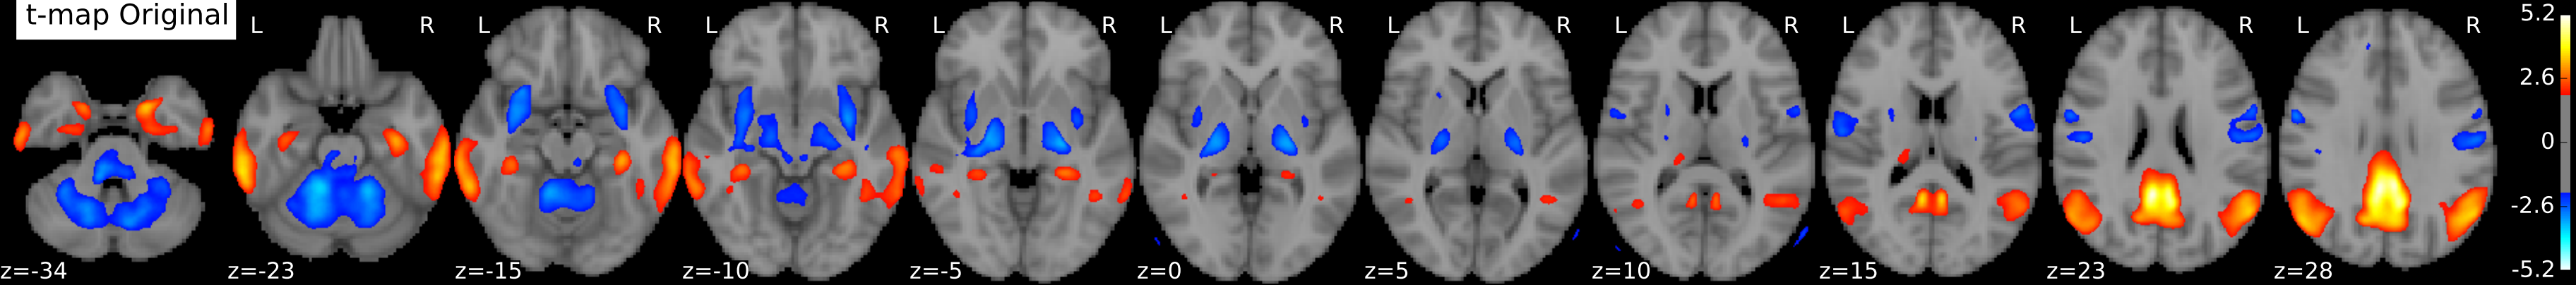 t-map Original
L R L R L R L R L R L R L R L R L R L R
5.2
2.6
0
-2.6
-5.2
z=-34 z=-23 z=-15 z=-10 z=-5 z=0 z=5 z=10 z=15 z=23 z=28